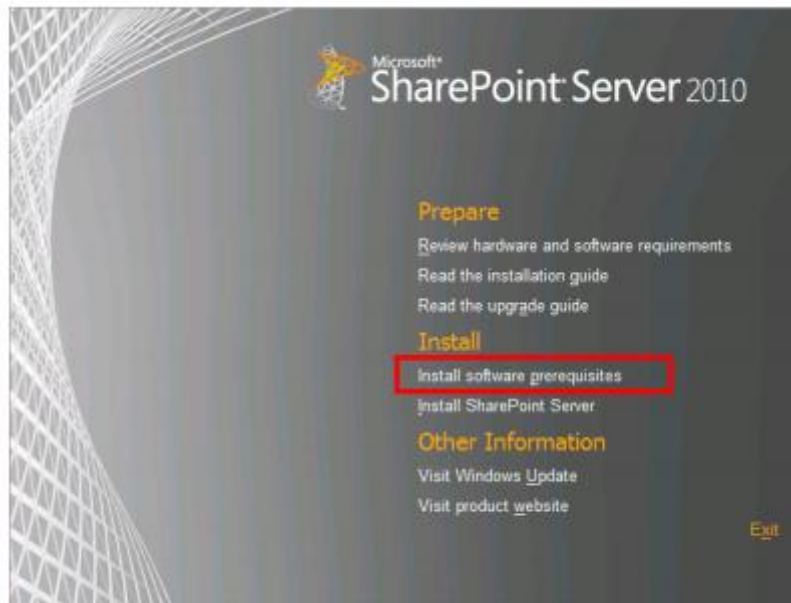 Microsoft®
SharePoint® Server 2010
Prepare
Review hardware and software requirements
Read the installation guide
Read the upgrade guide
Install
Install software prerequisites
Install SharePoint Server
Other Information
Visit Windows Update
Visit product website
Exit